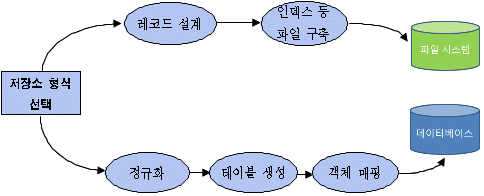 레코드 설계
인덱스 등
파일 구축
파일 시스템
저장소 형식
선택
데이타베이스
정규화
테이블 생성
객체 매핑